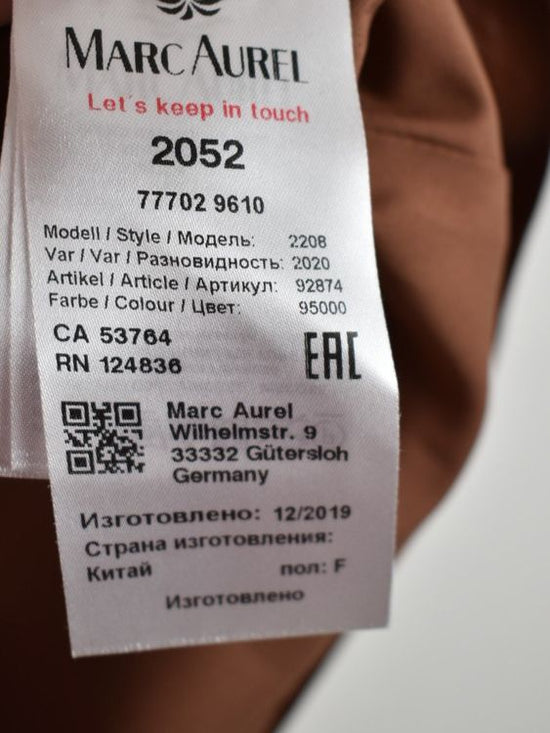 MARC AUREL
Let's keep in touch
2052
77702 9610
Modell / Style / Модель: 2208
Var / Var / Разновидность: 2020
Artikel / Article / Артикул: 92874
Farbe / Colour / Цвет: 95000
CA 53764
RN 124836
EAC
Marc Aurel
Wilhelmstr. 9
33332 Gütersloh
Germany
Изготовлено: 12/2019
Страна изготовления:
Китай пол: F
Изготовлено